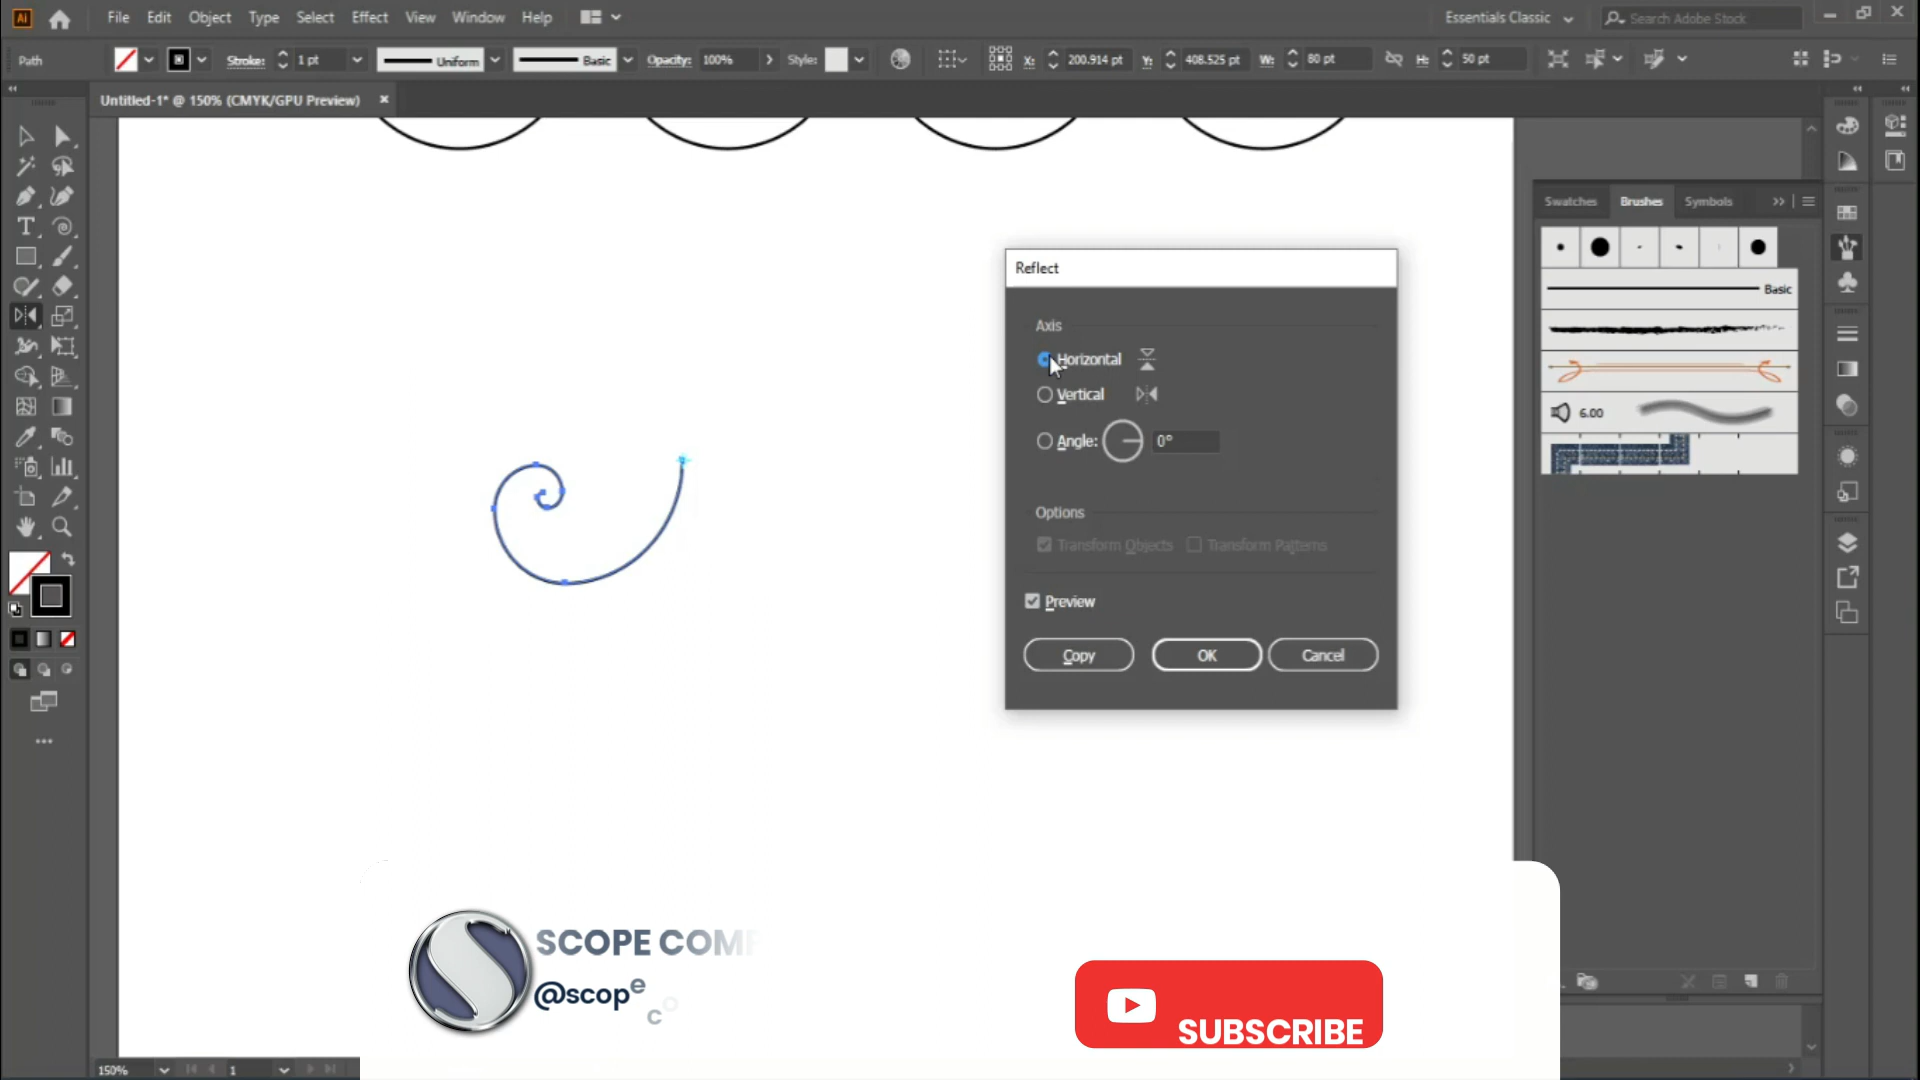 File Edit Object Type Select Effect View Window Help Essentials Classic Search Adobe Stock
Path Stroke: 1 pt Uniform Basic Opacity: 100% Style: X: 200.914 pt Y: 408.525 pt W: 80 pt H: 50 pt
Untitled-1* @ 150% (CMYK/GPU Preview)
Swatches Brushes Symbols
Basic
6.00
Reflect
Axis
Horizontal
Vertical
Angle: 0°
Options
Transform Objects Transform Patterns
Preview
Copy OK Cancel
SCOPE COMP
@scope co
SUBSCRIBE
150% 1